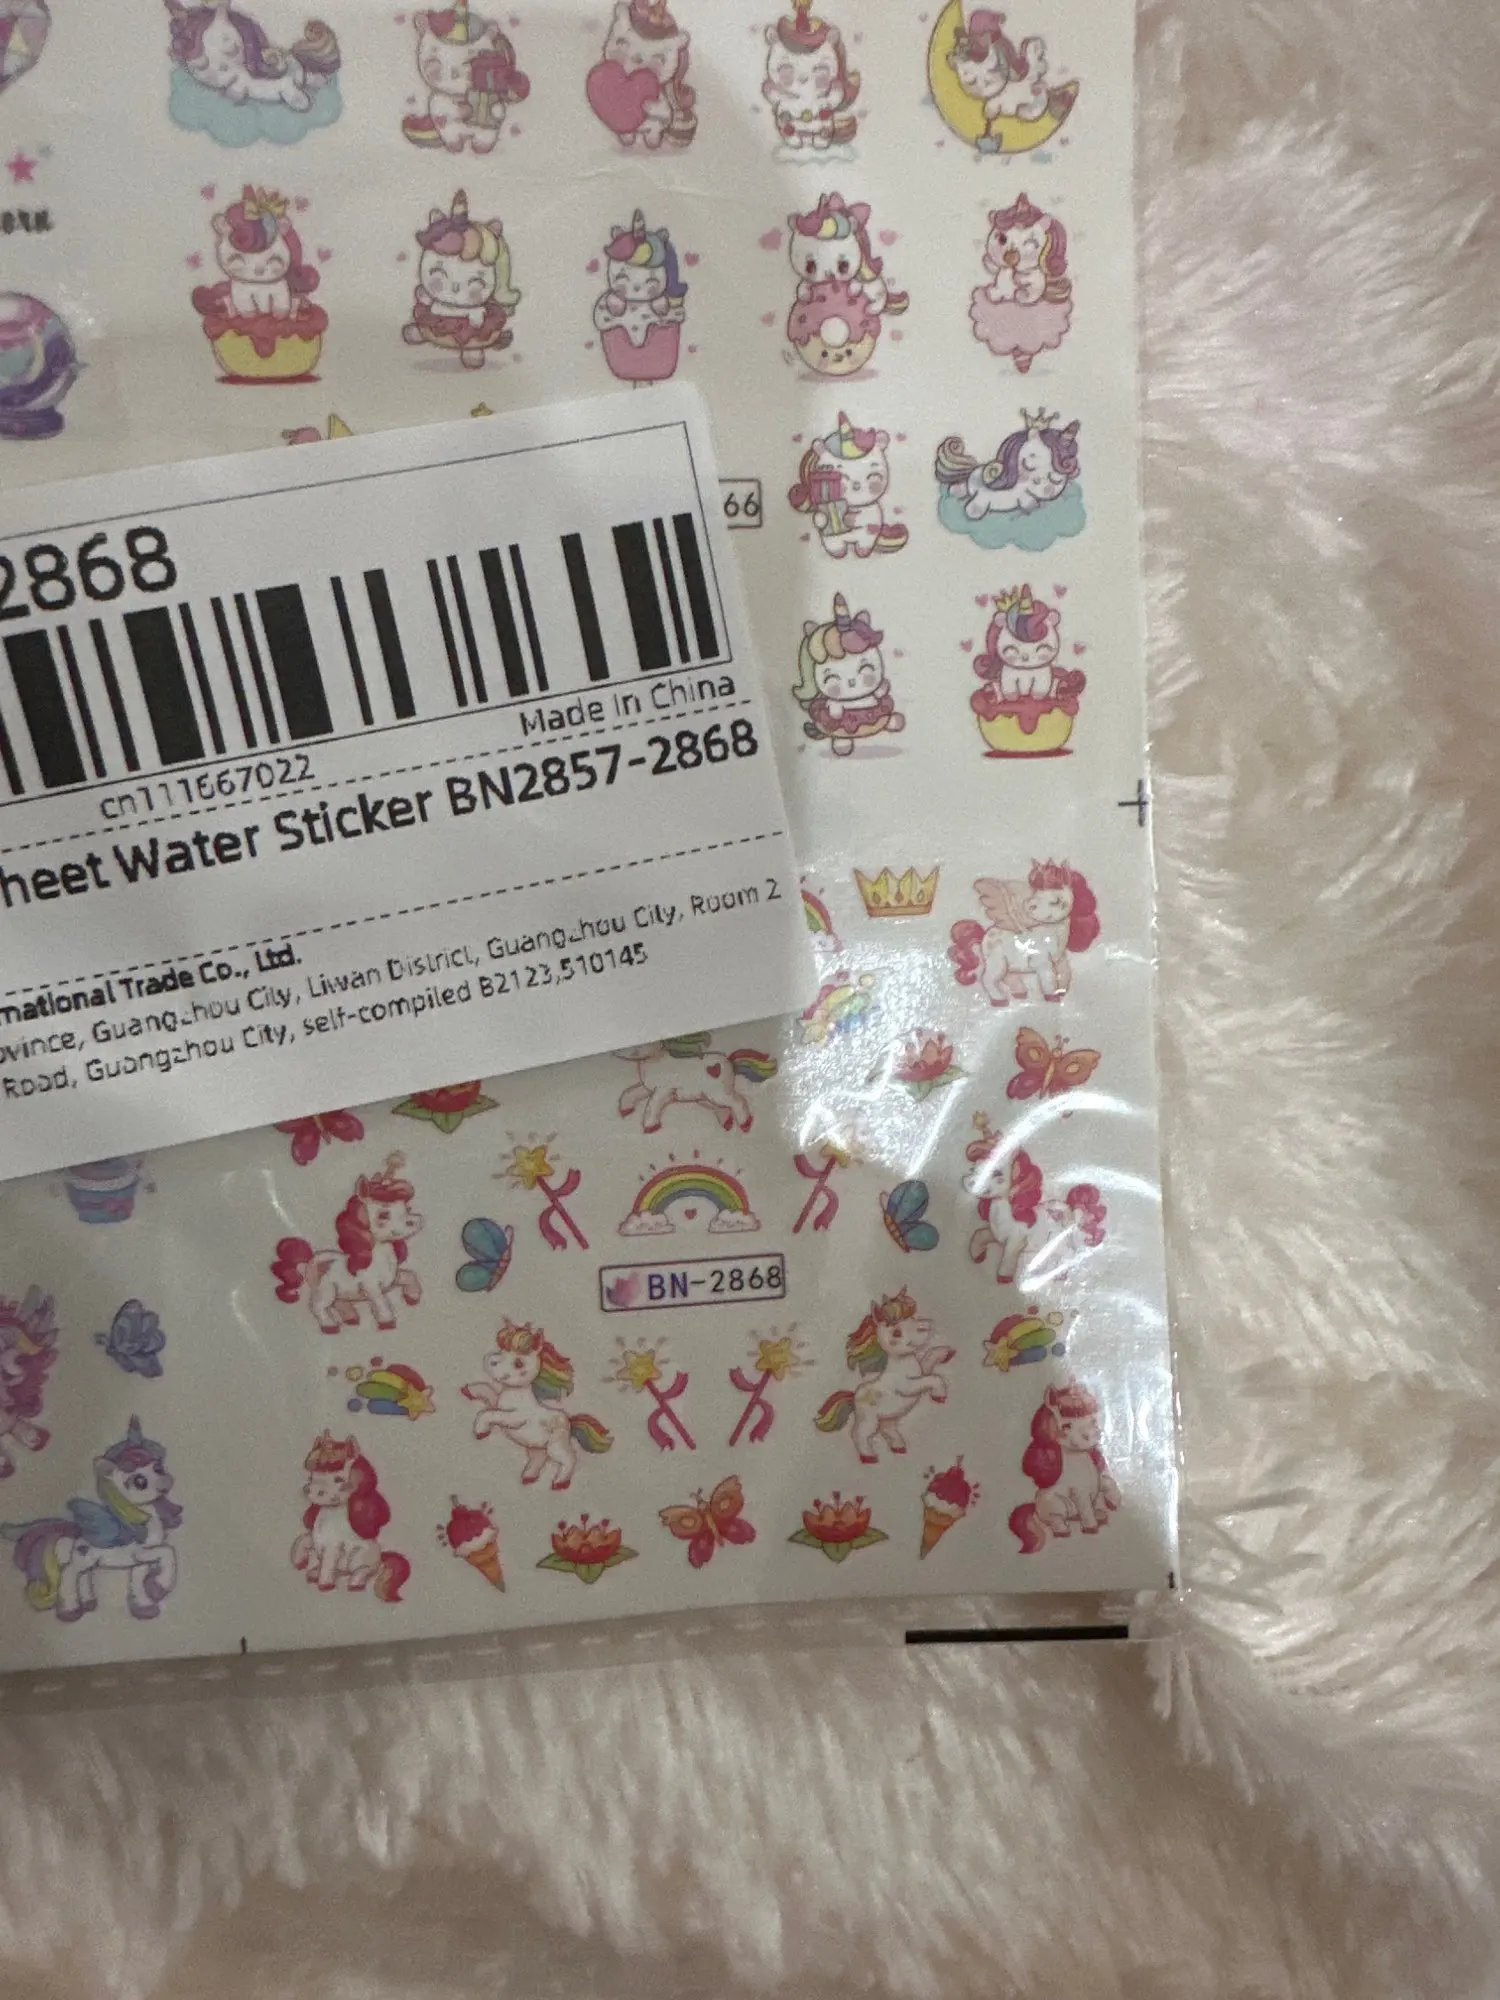 66
2868
Made In China
cn111667022
heet Water Sticker BN2857-2868
rnational Trade Co., Ltd.
ovince, Guangzhou City, Liwan District, Guangzhou City, Room 2
Road, Guangzhou City, self-compiled B2123,510145
BN-2868